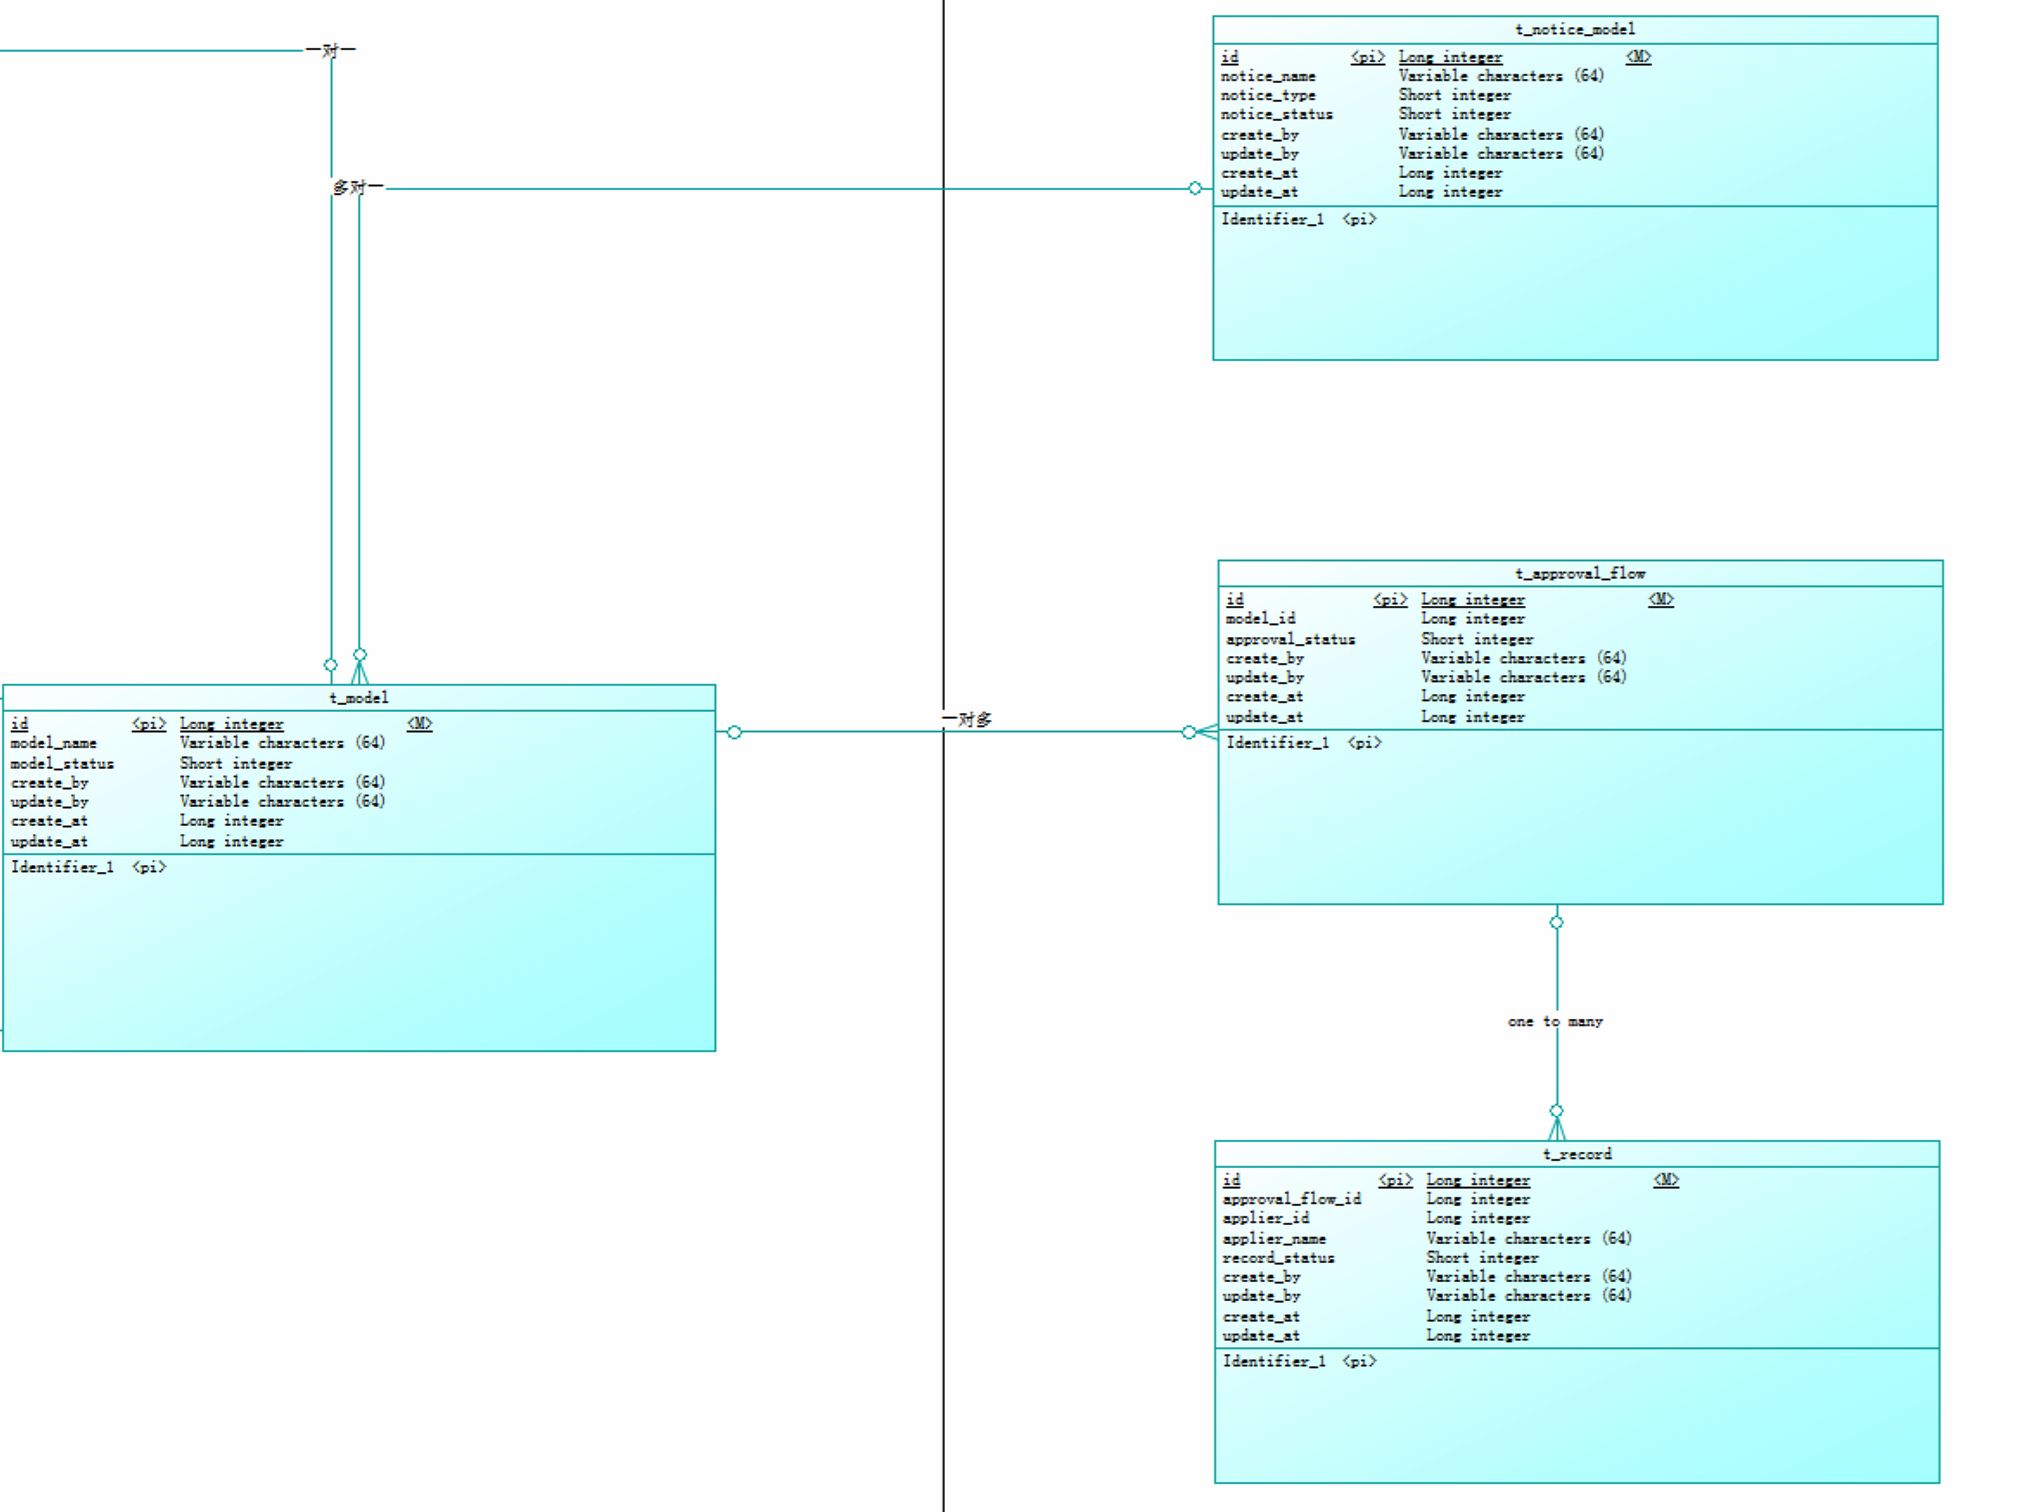 一对一
多对一
t_notice_model
id <pi> Long integer <M>
notice_name Variable characters (64)
notice_type Short integer
notice_status Short integer
create_by Variable characters (64)
update_by Variable characters (64)
create_at Long integer
update_at Long integer
Identifier_1 <pi>
t_model
id <pi> Long integer <M>
model_name Variable characters (64)
model_status Short integer
create_by Variable characters (64)
update_by Variable characters (64)
create_at Long integer
update_at Long integer
Identifier_1 <pi>
一对多
t_approval_flow
id <pi> Long integer <M>
model_id Long integer
approval_status Short integer
create_by Variable characters (64)
update_by Variable characters (64)
create_at Long integer
update_at Long integer
Identifier_1 <pi>
one to many
t_record
id <pi> Long integer <M>
approval_flow_id Long integer
applier_id Long integer
applier_name Variable characters (64)
record_status Short integer
create_by Variable characters (64)
update_by Variable characters (64)
create_at Long integer
update_at Long integer
Identifier_1 <pi>